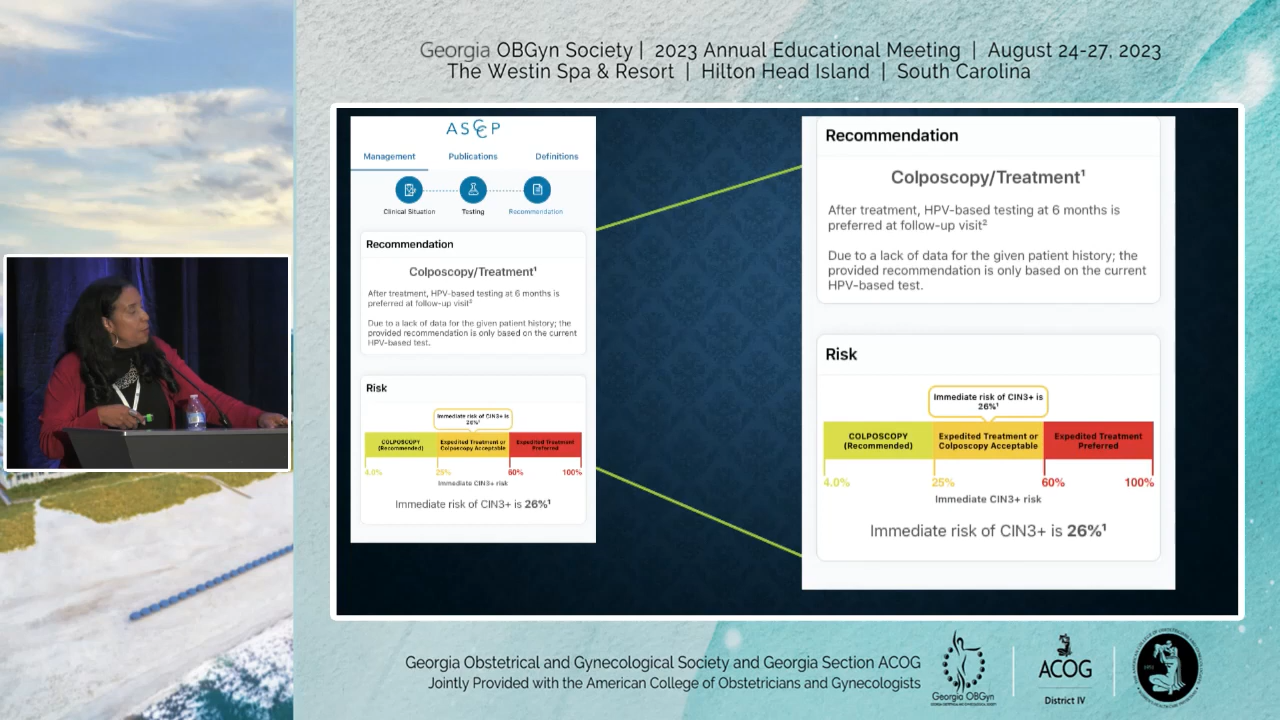 Georgia OBGyn Society | 2023 Annual Educational Meeting | August 24-27, 2023
The Westin Spa & Resort | Hilton Head Island | South Carolina
ASCCP
Management Publications Definitions
Clinical Situation Testing Recommendation
Recommendation
Colposcopy/Treatment¹
After treatment, HPV-based testing at 6 months is
preferred at follow-up visit²
Due to a lack of data for the given patient history; the
provided recommendation is only based on the current
HPV-based test.
Risk
Immediate risk of CIN3+ is
26%¹
COLPOSCOPY
(Recommended)
Expedited Treatment or
Colposcopy Acceptable
Expedited Treatment
Preferred
4.0% 25% 60% 100%
Immediate CIN3+ risk
Immediate risk of CIN3+ is 26%¹
Recommendation
Colposcopy/Treatment¹
After treatment, HPV-based testing at 6 months is
preferred at follow-up visit²
Due to a lack of data for the given patient history; the
provided recommendation is only based on the current
HPV-based test.
Risk
Immediate risk of CIN3+ is
26%¹
COLPOSCOPY
(Recommended)
Expedited Treatment or
Colposcopy Acceptable
Expedited Treatment
Preferred
4.0% 25% 60% 100%
Immediate CIN3+ risk
Immediate risk of CIN3+ is 26%¹
Georgia Obstetrical and Gynecological Society and Georgia Section ACOG
Jointly Provided with the American College of Obstetricians and Gynecologists
Georgia OBGyn
ACOG
District IV